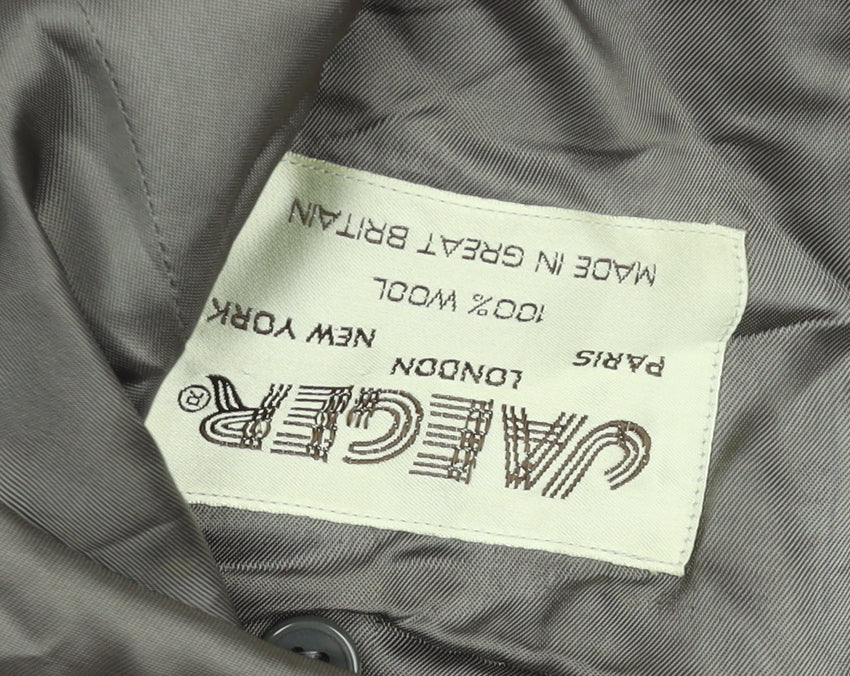 JAEGER®
PARIS LONDON NEW YORK
100% WOOL
MADE IN GREAT BRITAIN